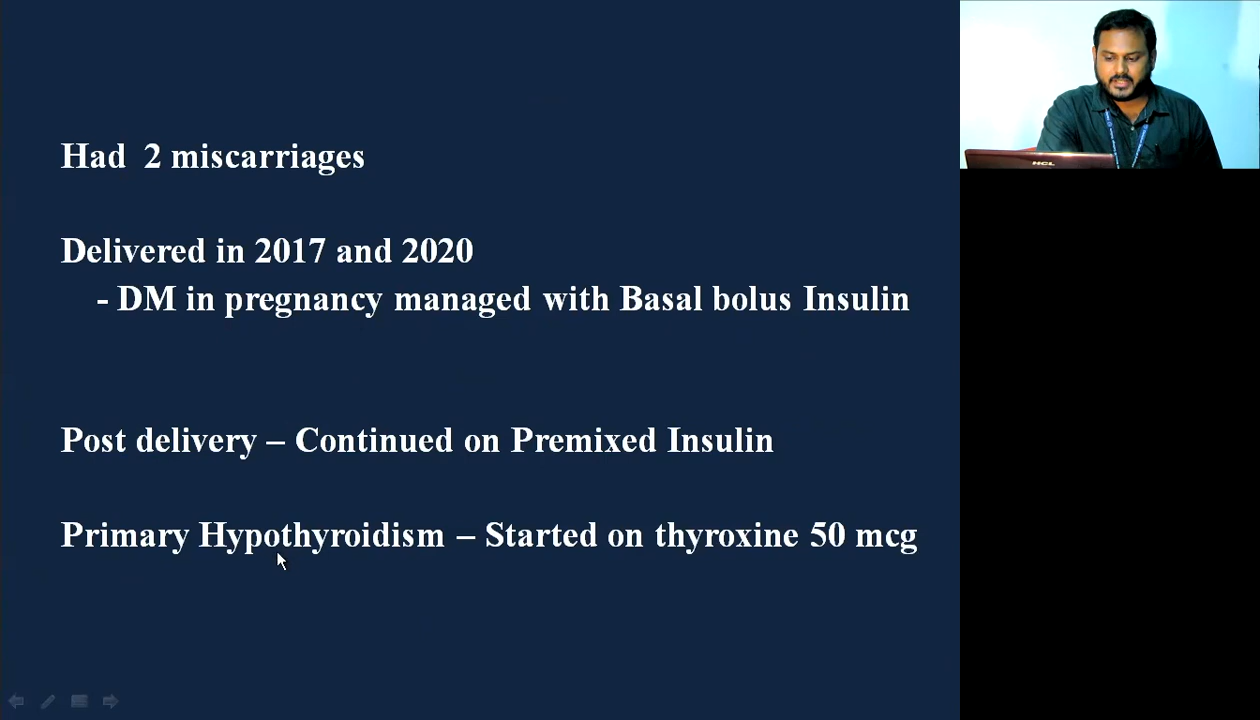 Had 2 miscarriages
Delivered in 2017 and 2020
- DM in pregnancy managed with Basal bolus Insulin
Post delivery – Continued on Premixed Insulin
Primary Hypothyroidism – Started on thyroxine 50 mcg
HCL